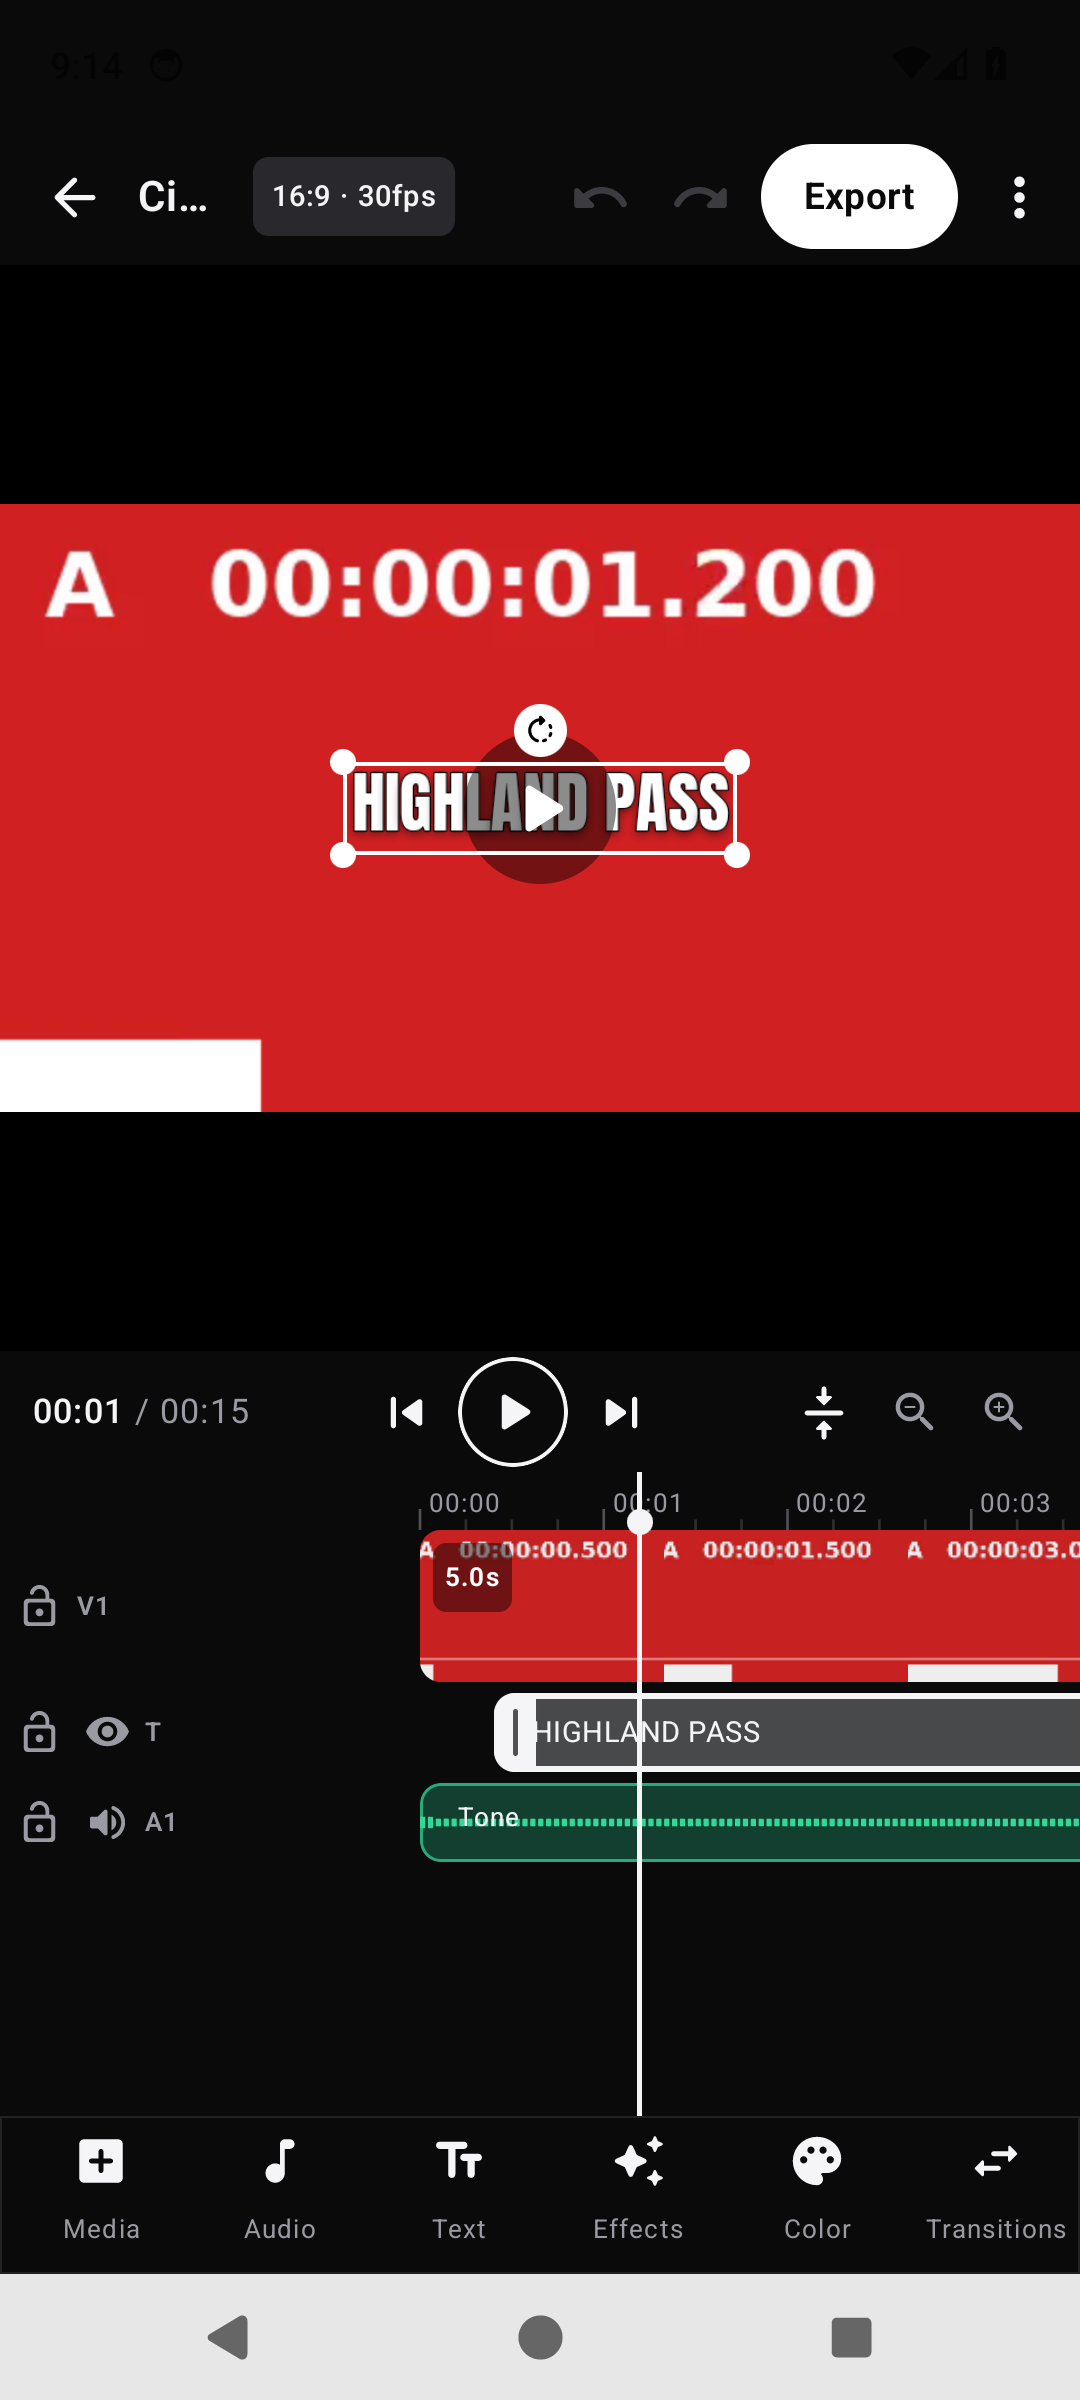 9:14
Ci...
16:9 · 30fps
Export
A 00:00:01.200
HIGHLAND PASS
00:01 / 00:15
00:00 00:01 00:02 00:03
A 00:00:00.500 A 00:00:01.500 A 00:00:03.0
5.0s
V1
T
HIGHLAND PASS
A1
Tone
Media
Audio
Text
Effects
Color
Transitions